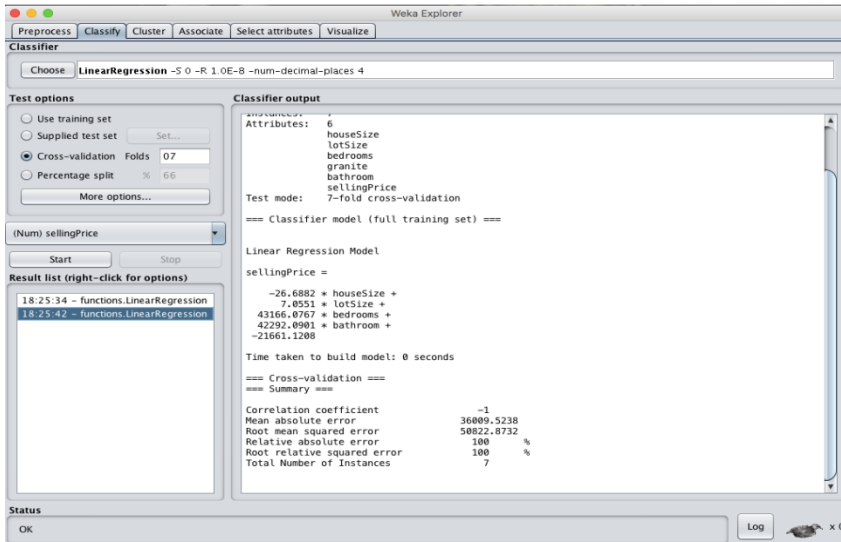 Weka Explorer
Preprocess Classify Cluster Associate Select attributes Visualize
Classifier
Choose LinearRegression -S 0 -R 1.0E-8 -num-decimal-places 4
Test options
Use training set
Supplied test set Set...
Cross-validation Folds 07
Percentage split % 66
More options...
(Num) sellingPrice
Start Stop
Result list (right-click for options)
18:25:34 - functions.LinearRegression
18:25:42 - functions.LinearRegression
Classifier output
Instances: 7
Attributes: 6
houseSize
lotSize
bedrooms
granite
bathroom
sellingPrice
Test mode: 7-fold cross-validation
=== Classifier model (full training set) ===
Linear Regression Model
sellingPrice =
-26.6882 * houseSize +
7.0551 * lotSize +
43166.0767 * bedrooms +
42292.0901 * bathroom +
-21661.1208
Time taken to build model: 0 seconds
=== Cross-validation ===
=== Summary ===
Correlation coefficient -1
Mean absolute error 36009.5238
Root mean squared error 50822.8732
Relative absolute error 100 %
Root relative squared error 100 %
Total Number of Instances 7
Status
OK
Log